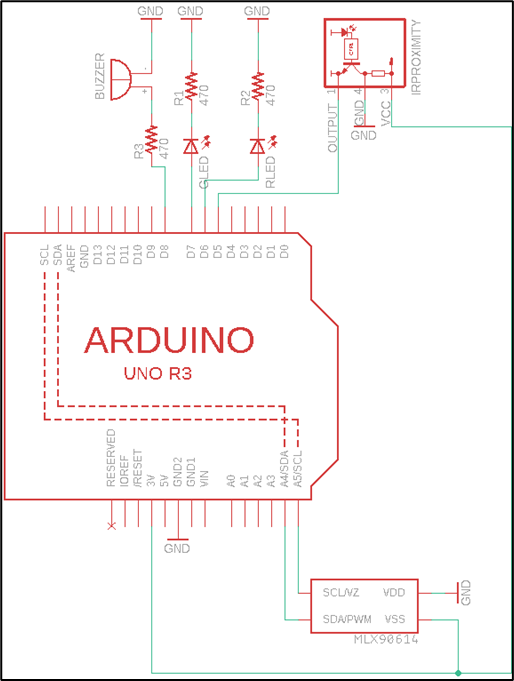 GND
GND
GND
BUZZER
-
+
R1
470
R2
470
R3
470
GLED
RLED
IRPROXIMITY
1
4
3
OUTPUT
GND
VCC
GND
SCL
SDA
AREF
GND
D13
D12
D11
D10
D9
D8
D7
D6
D5
D4
D3
D2
D1
D0
ARDUINO
UNO R3
RESERVED
IOREF
/RESET
3V
5V
GND2
GND1
VIN
A0
A1
A2
A3
A4/SDA
A5/SCL
GND
SCL/VZ
VDD
SDA/PWM
VSS
GND
MLX90614